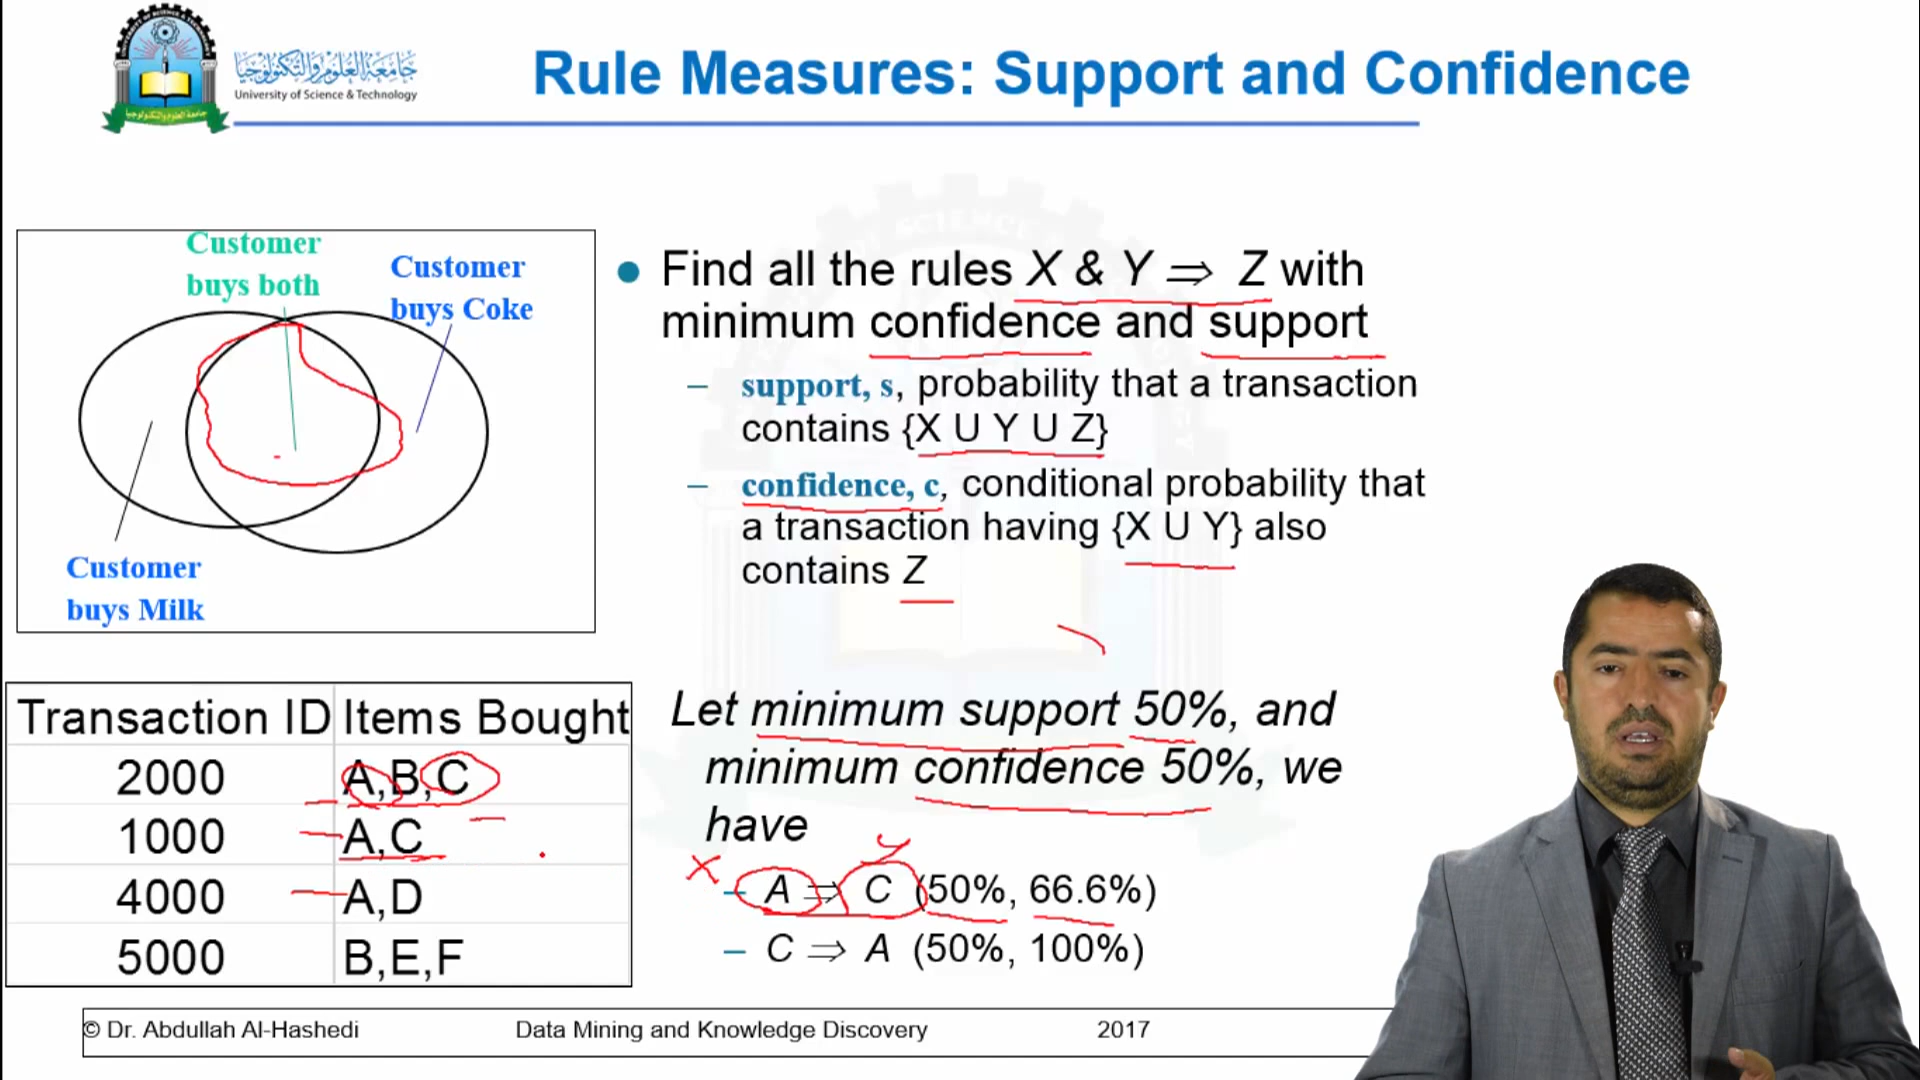 جامعة العلوم والتكنولوجيا
University of Science & Technology
Rule Measures: Support and Confidence
Customer
buys both
Customer
buys Coke
Customer
buys Milk
● Find all the rules X & Y ⇒ Z with
minimum confidence and support
– support, s, probability that a transaction
contains {X U Y U Z}
– confidence, c, conditional probability that
a transaction having {X U Y} also
contains Z
Transaction ID Items Bought
2000 A,B,C
1000 A,C
4000 A,D
5000 B,E,F
Let minimum support 50%, and
minimum confidence 50%, we
have
x y
– A ⇒ C (50%, 66.6%)
– C ⇒ A (50%, 100%)
© Dr. Abdullah Al-Hashedi Data Mining and Knowledge Discovery 2017